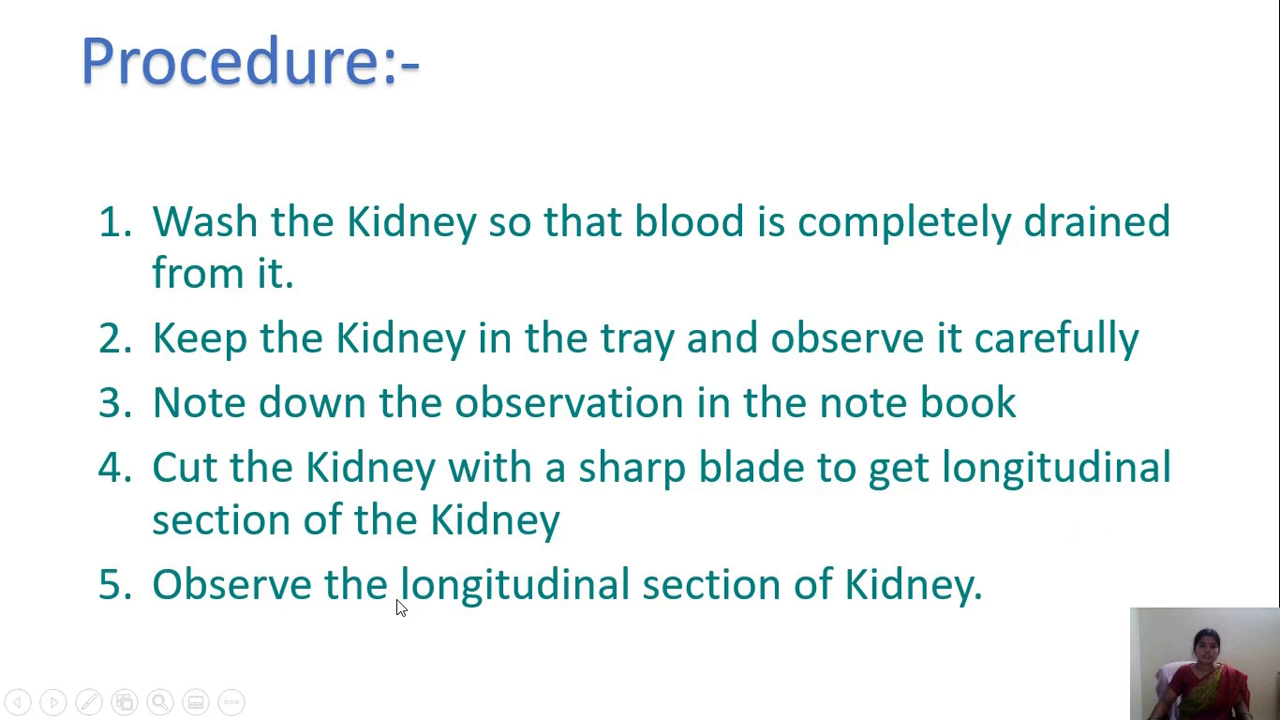 Procedure:-
1. Wash the Kidney so that blood is completely drained
from it.
2. Keep the Kidney in the tray and observe it carefully
3. Note down the observation in the note book
4. Cut the Kidney with a sharp blade to get longitudinal
section of the Kidney
5. Observe the longitudinal section of Kidney.